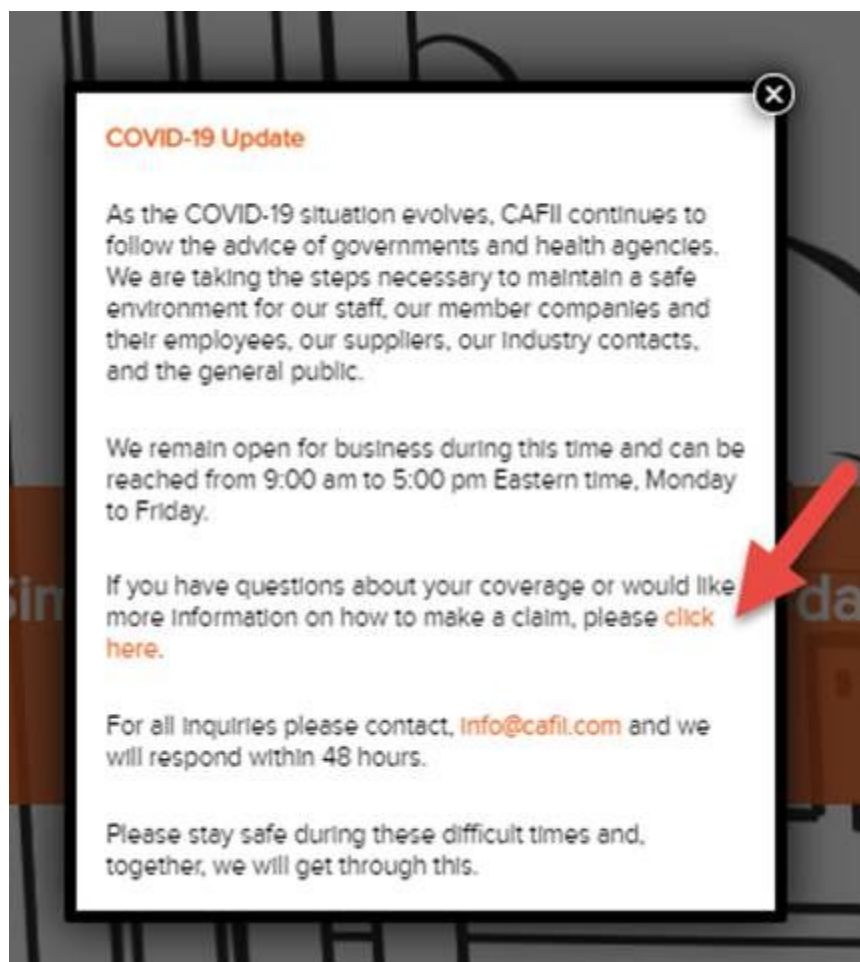 COVID-19 Update
As the COVID-19 situation evolves, CAFII continues to
follow the advice of governments and health agencies.
We are taking the steps necessary to maintain a safe
environment for our staff, our member companies and
their employees, our suppliers, our industry contacts,
and the general public.
We remain open for business during this time and can be
reached from 9:00 am to 5:00 pm Eastern time, Monday
to Friday.
If you have questions about your coverage or would like
more information on how to make a claim, please click
here.
For all inquiries please contact, info@cafii.com and we
will respond within 48 hours.
Please stay safe during these difficult times and,
together, we will get through this.